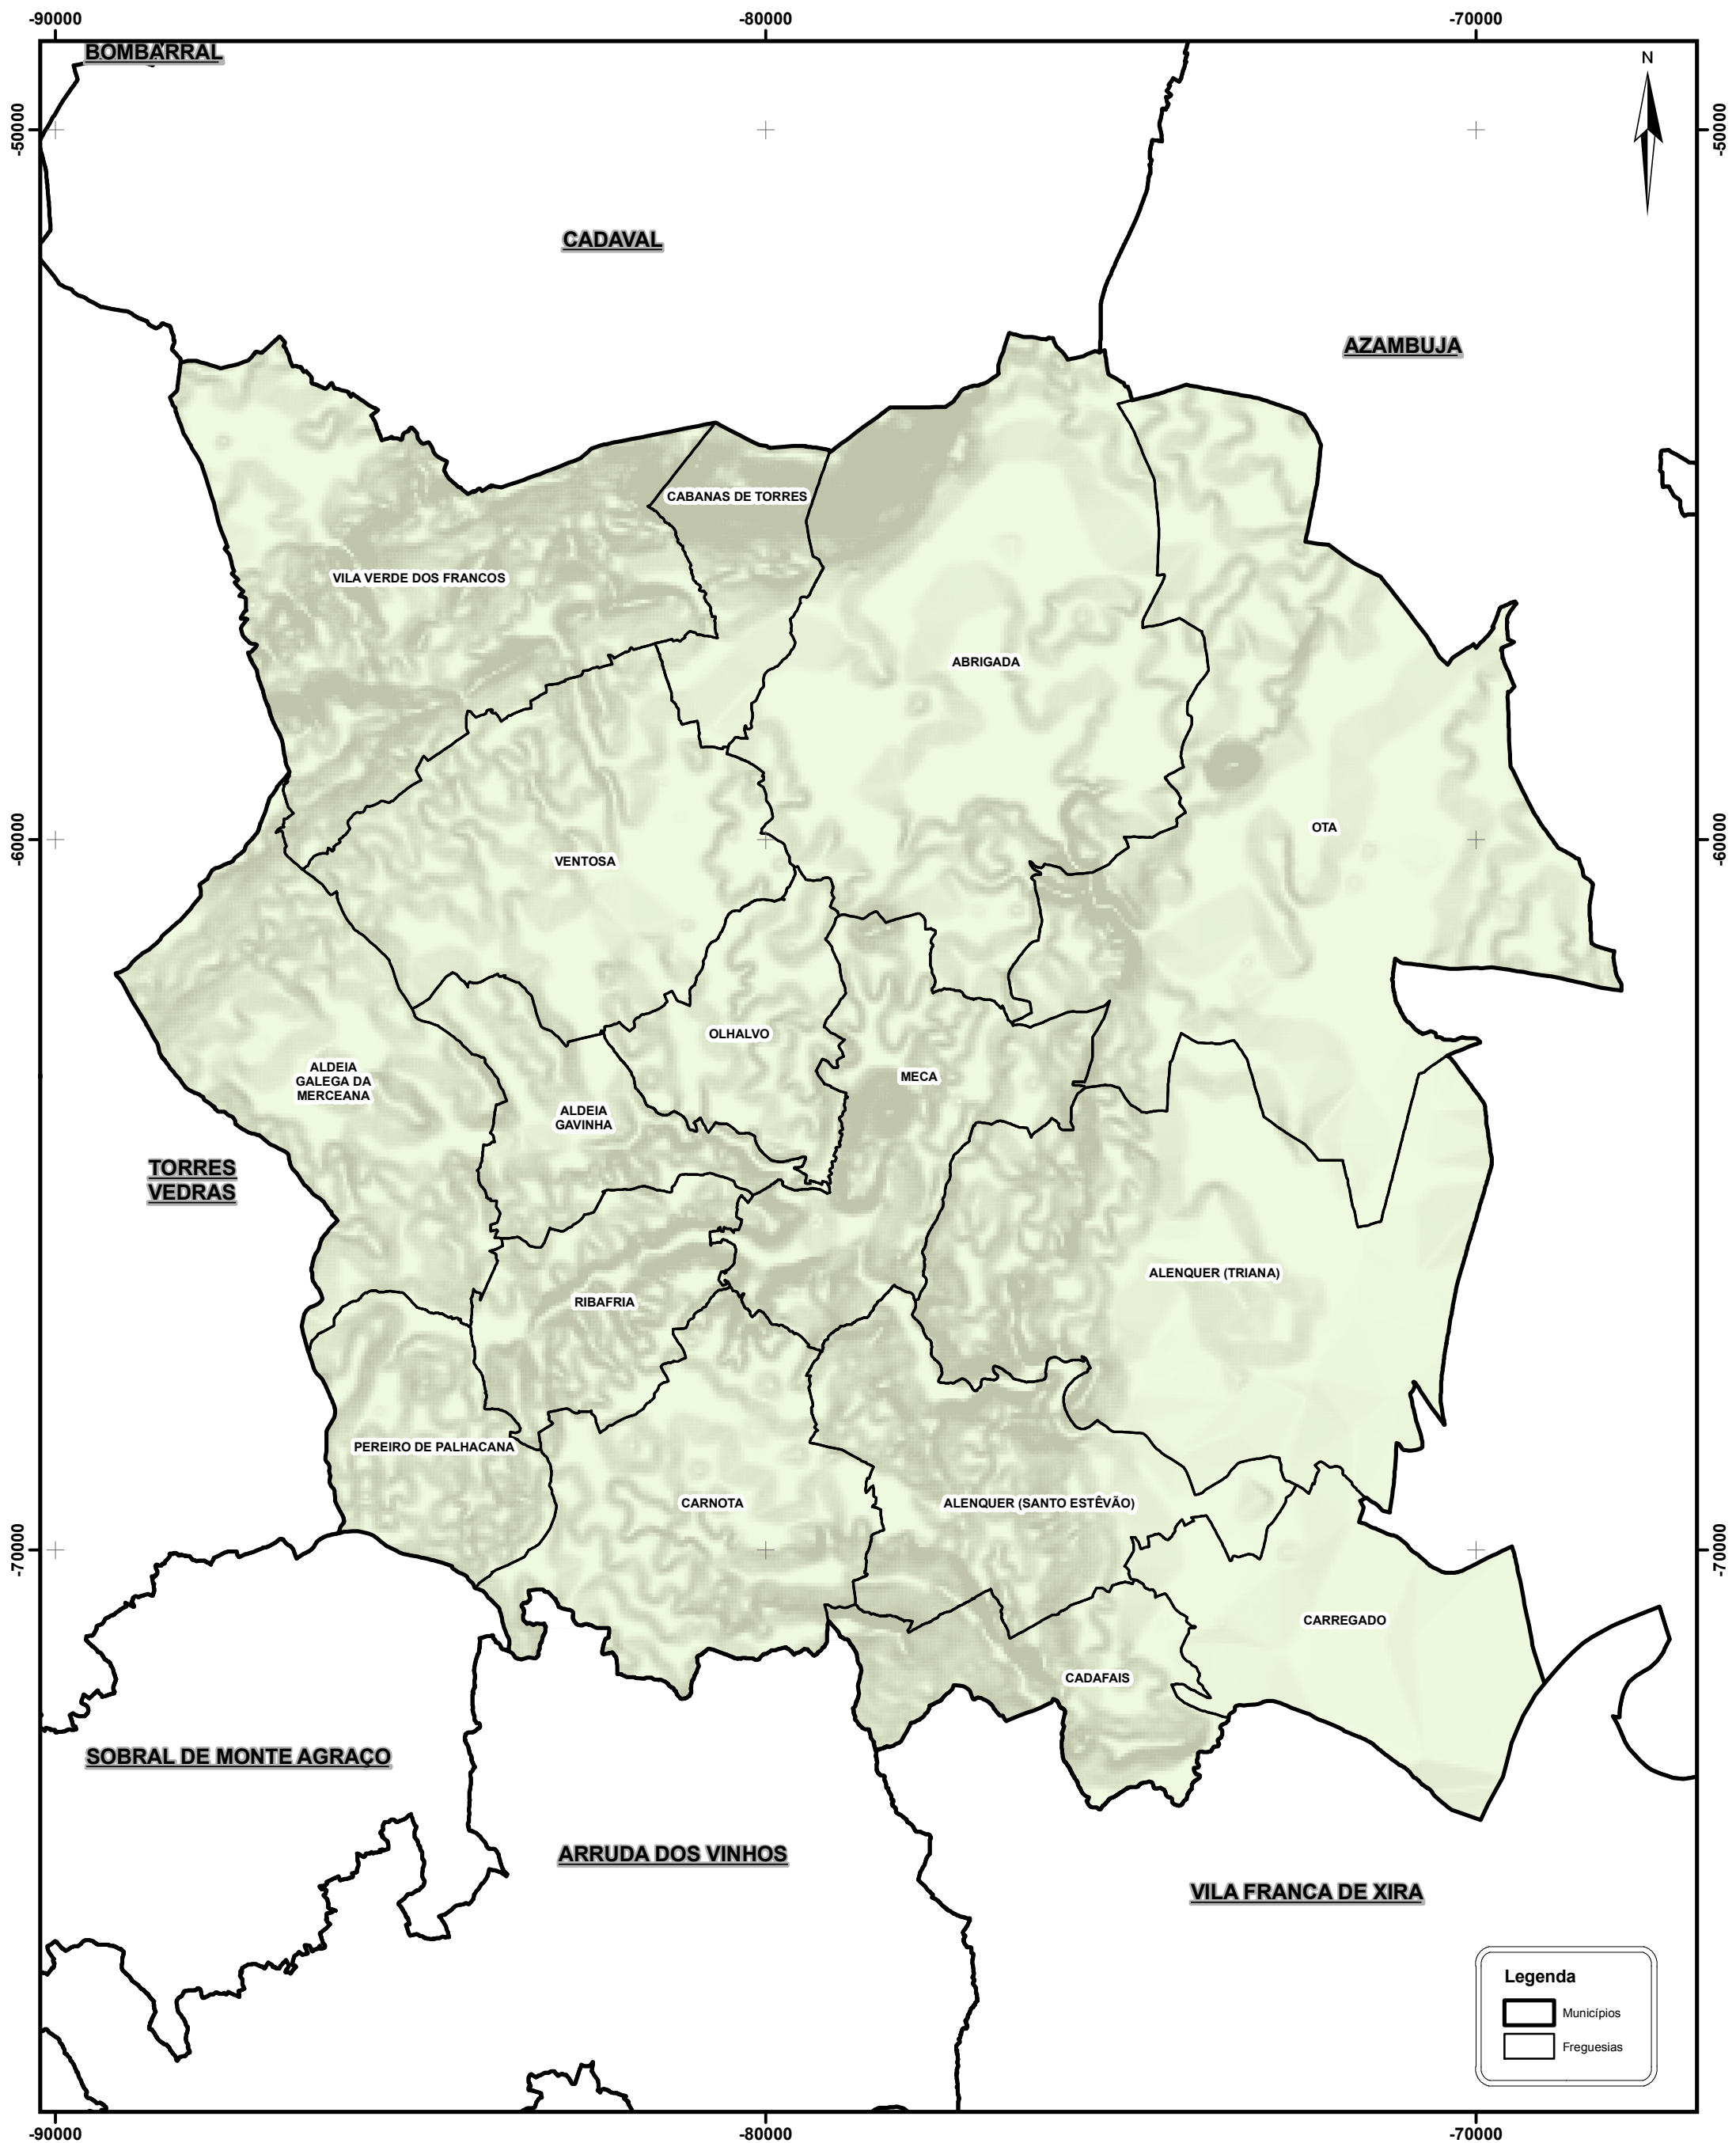 -90000
-80000
-70000
BOMBARRAL
N
-50000
-50000
CADAVAL
AZAMBUJA
CABANAS DE TORRES
VILA VERDE DOS FRANCOS
ABRIGADA
OTA
-60000
-60000
VENTOSA
OLHALVO
ALDEIA
GALEGA DA
MERCEANA
MECA
ALDEIA
GAVINHA
TORRES
VEDRAS
ALENQUER (TRIANA)
RIBAFRIA
PEREIRO DE PALHACANA
CARNOTA
ALENQUER (SANTO ESTÊVÃO)
-70000
-70000
CARREGADO
CADAFAIS
SOBRAL DE MONTE AGRAÇO
ARRUDA DOS VINHOS
VILA FRANCA DE XIRA
Legenda
Municípios
Freguesias
-90000
-80000
-70000